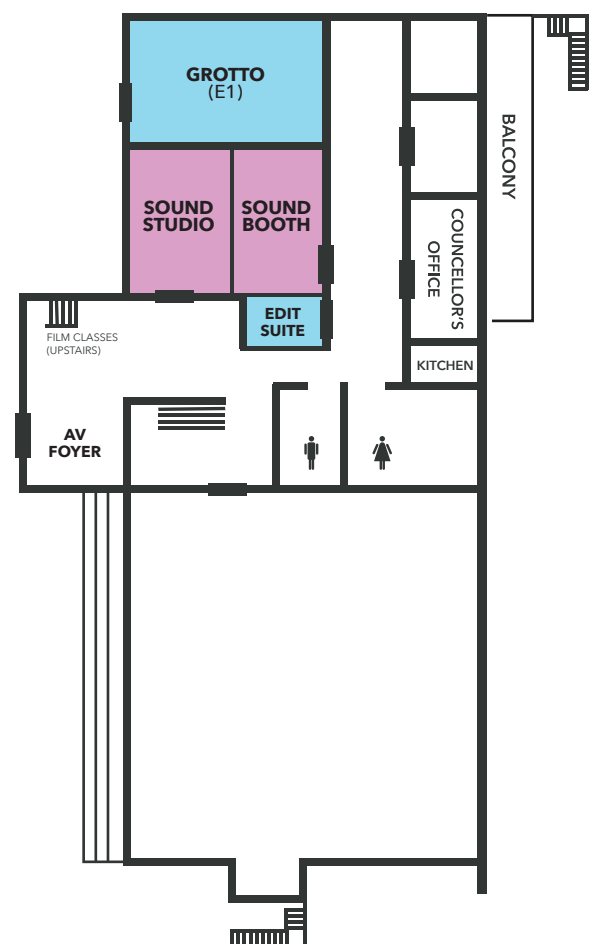 GROTTO
(E1)
BALCONY
SOUND
STUDIO
SOUND
BOOTH
COUNCELLOR'S
OFFICE
EDIT
SUITE
FILM CLASSES
(UPSTAIRS)
KITCHEN
AV
FOYER